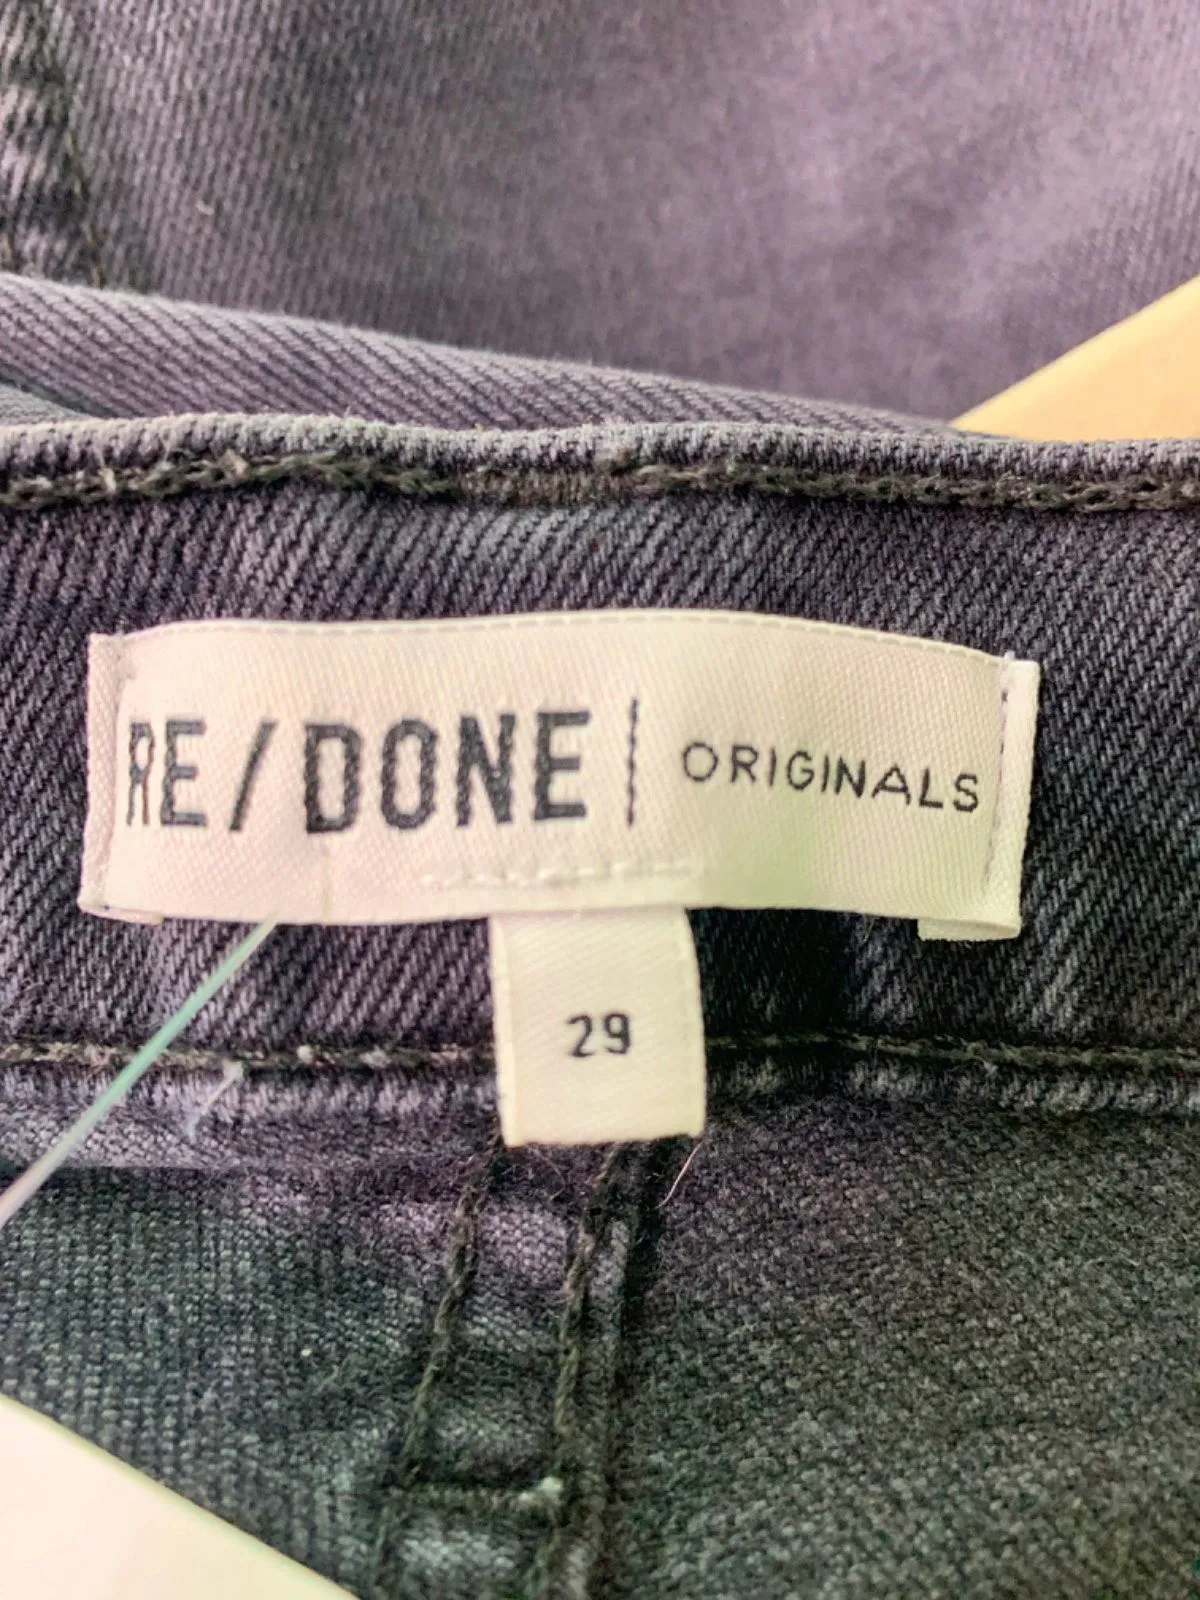 RE/DONE | ORIGINALS
29